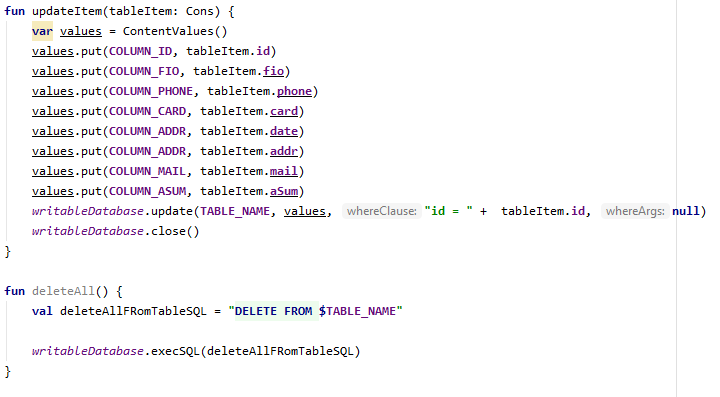 fun updateItem(tableItem: Cons) {
var values = ContentValues()
values.put(COLUMN_ID, tableItem.id)
values.put(COLUMN_FIO, tableItem.fio)
values.put(COLUMN_PHONE, tableItem.phone)
values.put(COLUMN_CARD, tableItem.card)
values.put(COLUMN_ADDR, tableItem.date)
values.put(COLUMN_ADDR, tableItem.addr)
values.put(COLUMN_MAIL, tableItem.mail)
values.put(COLUMN_ASUM, tableItem.aSum)
writableDatabase.update(TABLE_NAME, values, whereClause: "id = " + tableItem.id, whereArgs: null)
writableDatabase.close()
}
fun deleteAll() {
val deleteAllFRomTableSQL = "DELETE FROM $TABLE_NAME"
writableDatabase.execSQL(deleteAllFRomTableSQL)
}